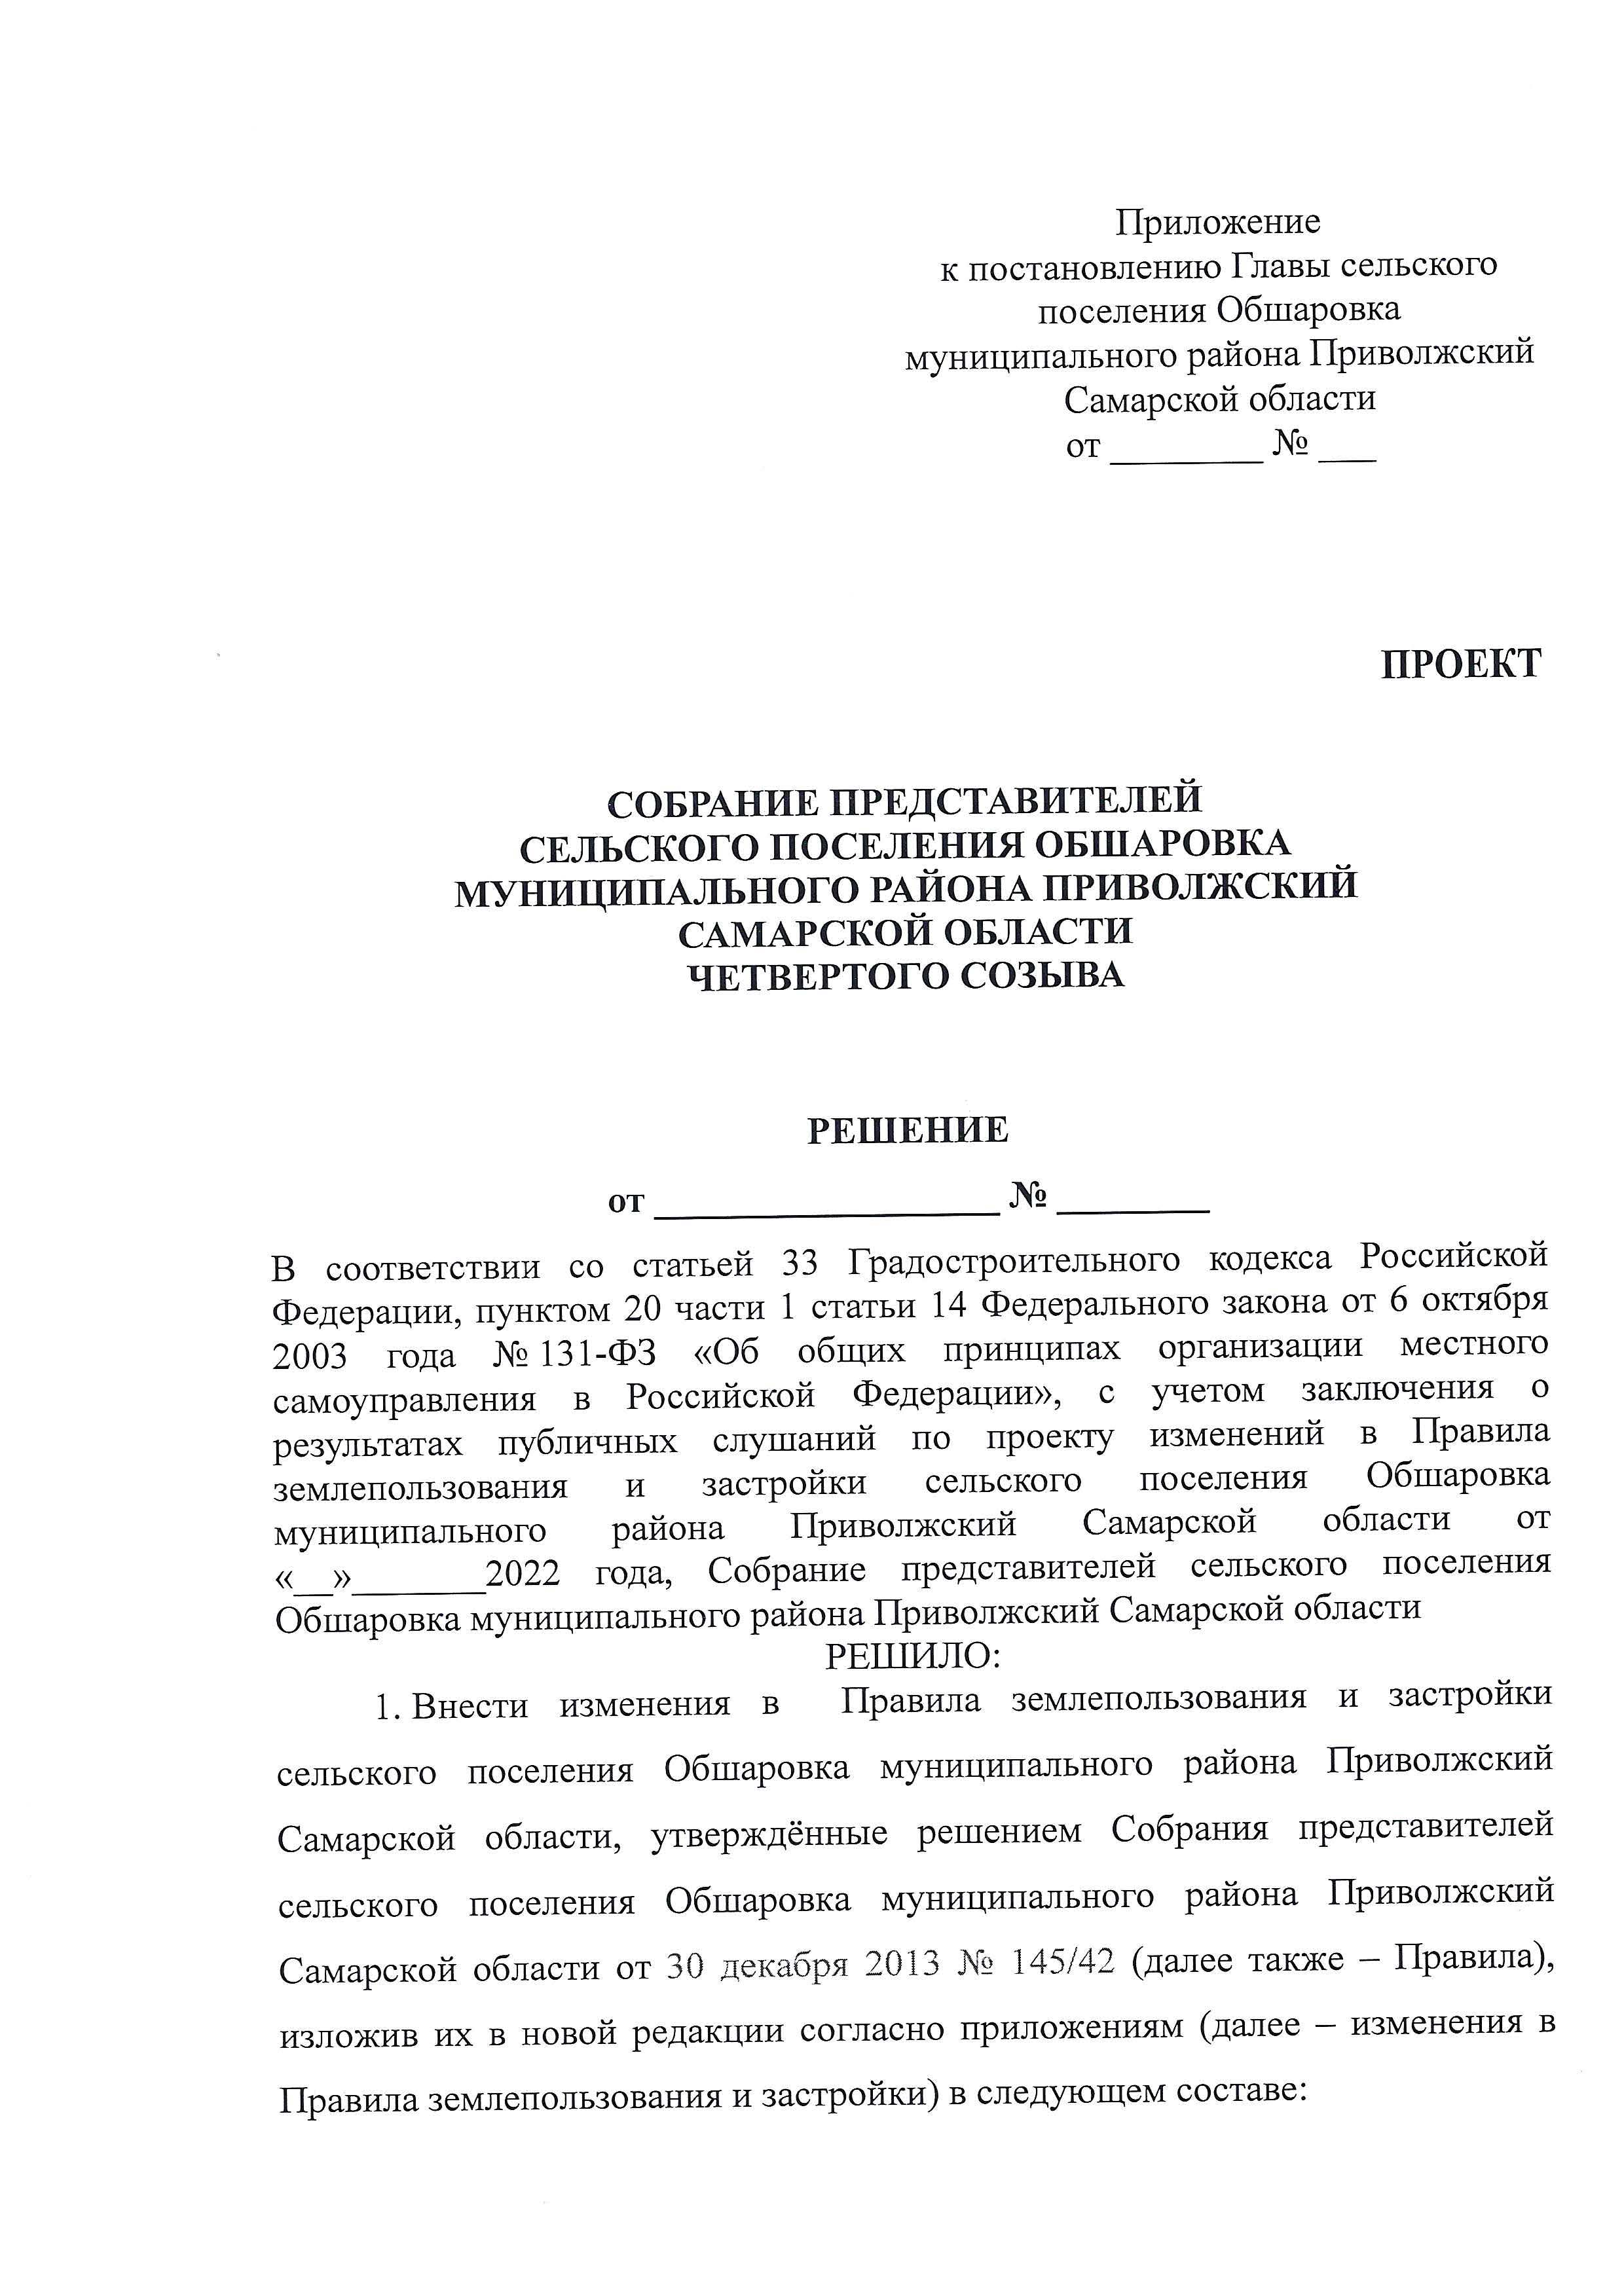 Приложение
к постановлению Главы сельского
поселения Обшаровка
муниципального района Приволжский
Самарской области
от ________ № ___
ПРОЕКТ
СОБРАНИЕ ПРЕДСТАВИТЕЛЕЙ
СЕЛЬСКОГО ПОСЕЛЕНИЯ ОБШАРОВКА
МУНИЦИПАЛЬНОГО РАЙОНА ПРИВОЛЖСКИЙ
САМАРСКОЙ ОБЛАСТИ
ЧЕТВЕРТОГО СОЗЫВА
РЕШЕНИЕ
от __________________ № ________
В соответствии со статьей 33 Градостроительного кодекса Российской
Федерации, пунктом 20 части 1 статьи 14 Федерального закона от 6 октября
2003 года № 131-ФЗ «Об общих принципах организации местного
самоуправления в Российской Федерации», с учетом заключения о
результатах публичных слушаний по проекту изменений в Правила
землепользования и застройки сельского поселения Обшаровка
муниципального района Приволжский Самарской области от
«__»_______2022 года, Собрание представителей сельского поселения
Обшаровка муниципального района Приволжский Самарской области
РЕШИЛО:
1. Внести изменения в Правила землепользования и застройки
сельского поселения Обшаровка муниципального района Приволжский
Самарской области, утверждённые решением Собрания представителей
сельского поселения Обшаровка муниципального района Приволжский
Самарской области от 30 декабря 2013 № 145/42 (далее также – Правила),
изложив их в новой редакции согласно приложениям (далее – изменения в
Правила землепользования и застройки) в следующем составе: